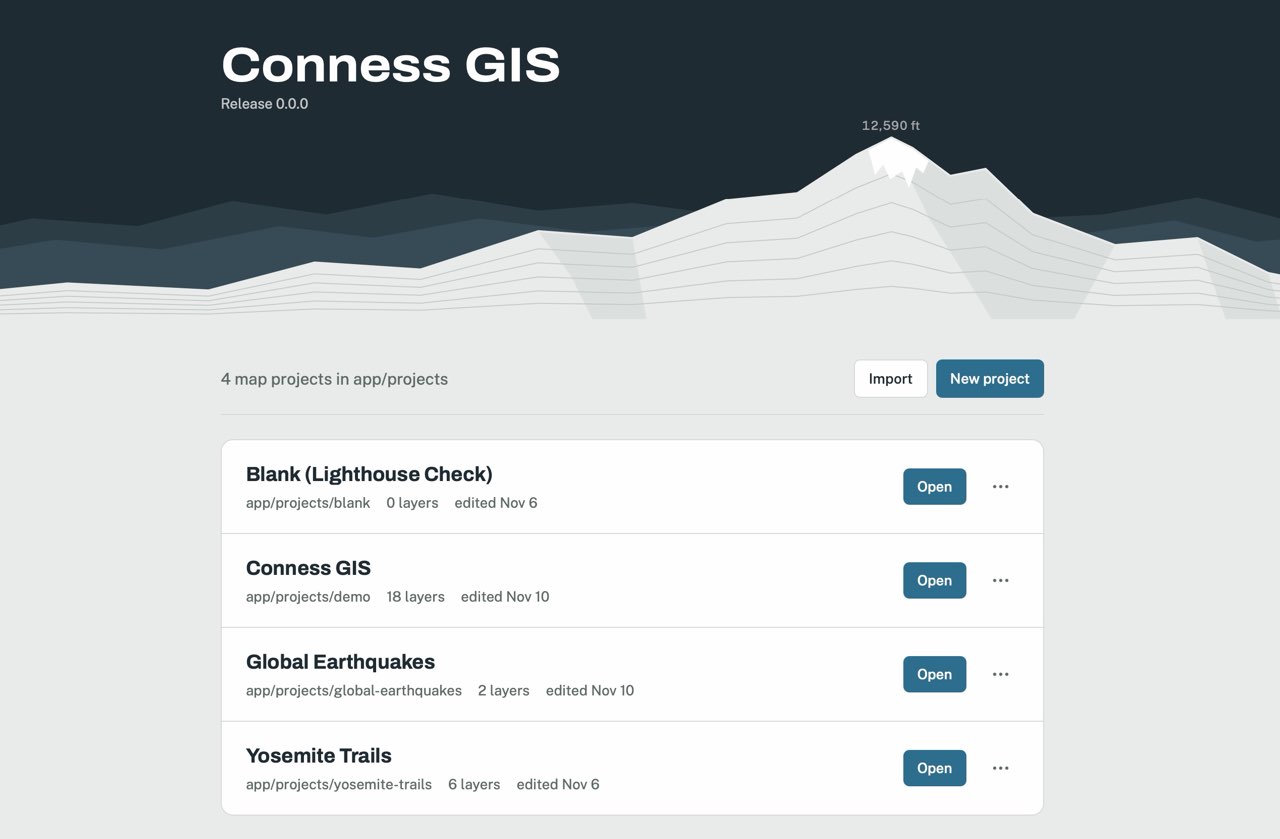 Conness GIS
Release 0.0.0
12,590 ft
4 map projects in app/projects
Import
New project
Blank (Lighthouse Check)
app/projects/blank 0 layers edited Nov 6
Open
Conness GIS
app/projects/demo 18 layers edited Nov 10
Open
Global Earthquakes
app/projects/global-earthquakes 2 layers edited Nov 10
Open
Yosemite Trails
app/projects/yosemite-trails 6 layers edited Nov 6
Open